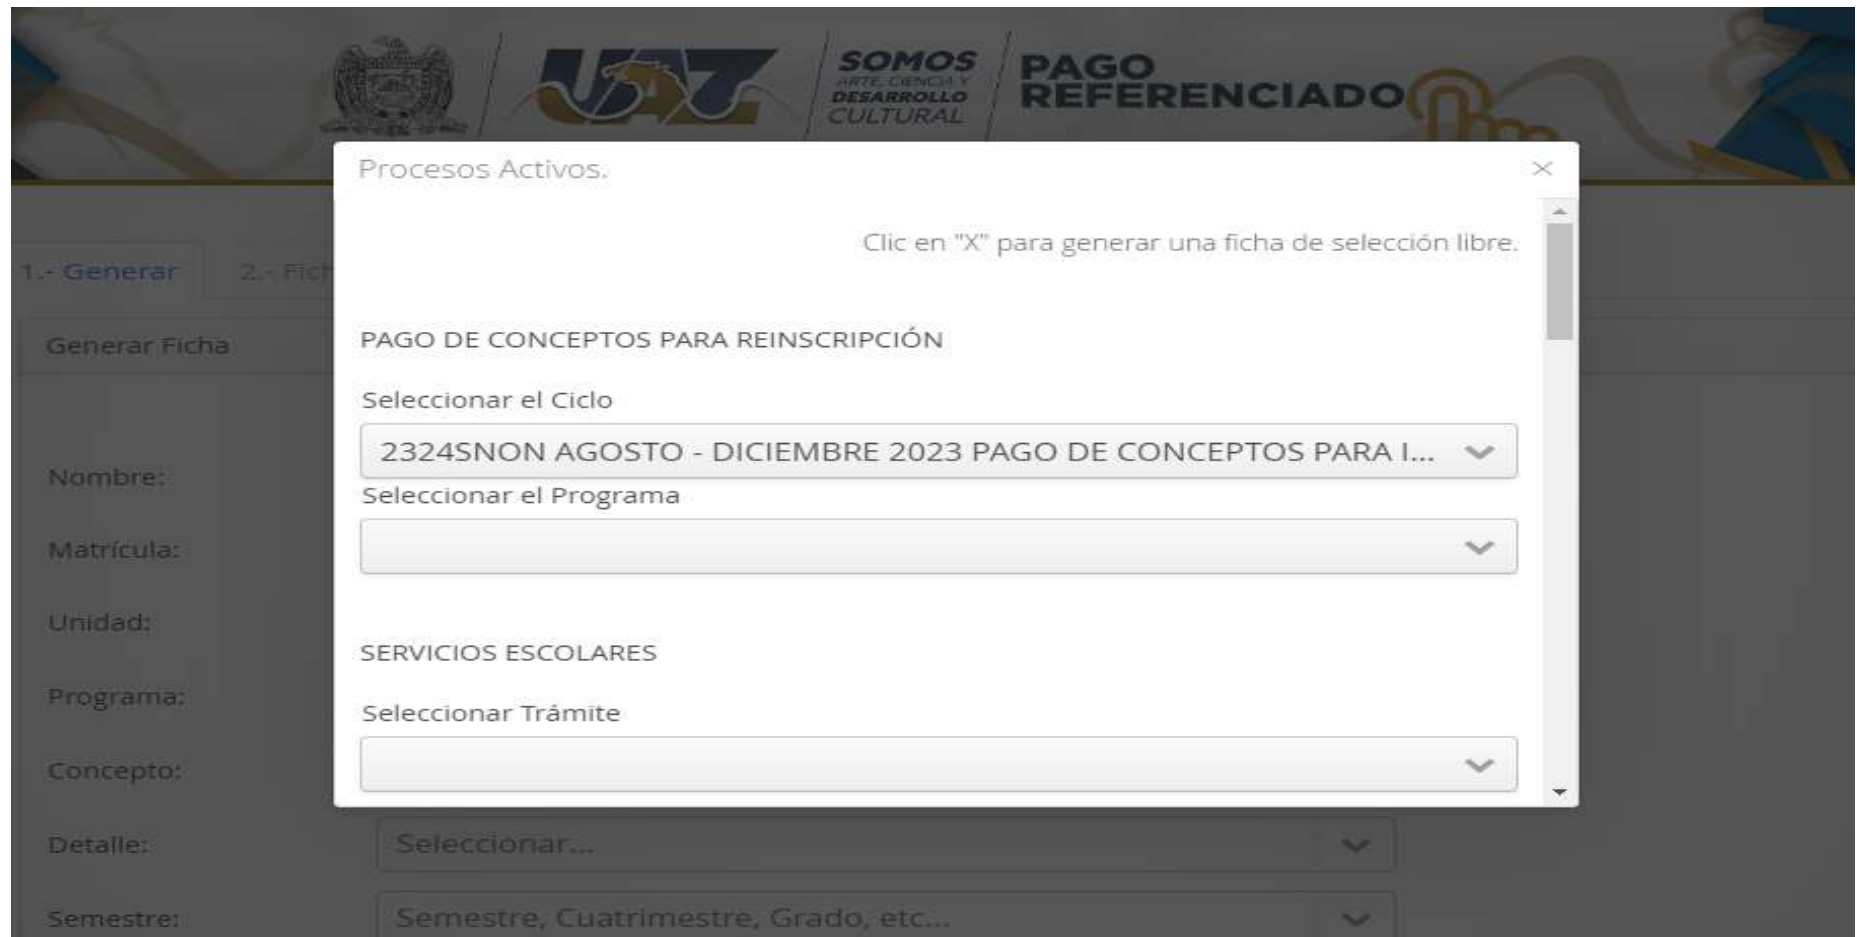 UAZ
SOMOS
ARTE, CIENCIA Y
DESARROLLO
CULTURAL
PAGO
REFERENCIADO
Procesos Activos.
×
Clic en "X" para generar una ficha de selección libre.
1.- Generar
2.- Fich
Generar Ficha
PAGO DE CONCEPTOS PARA REINSCRIPCIÓN
Seleccionar el Ciclo
2324SNON AGOSTO - DICIEMBRE 2023 PAGO DE CONCEPTOS PARA I...
Nombre:
Seleccionar el Programa
Matrícula:
Unidad:
SERVICIOS ESCOLARES
Programa:
Seleccionar Trámite
Concepto:
Detalle:
Seleccionar...
Semestre:
Semestre, Cuatrimestre, Grado, etc...